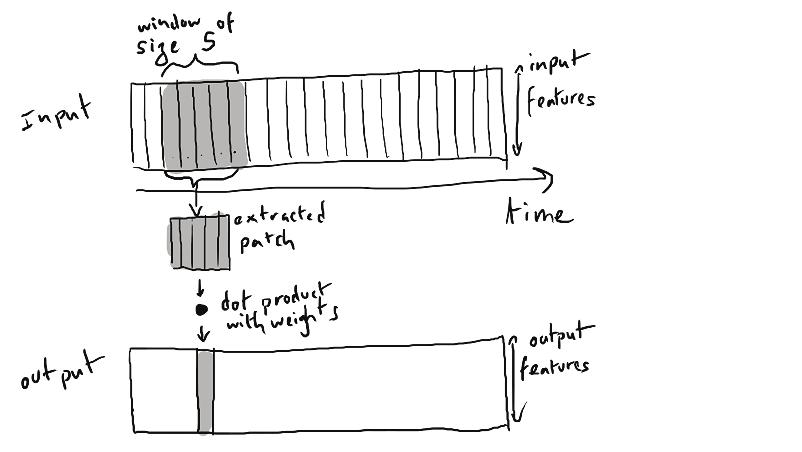 window of
size 5
input
features
Input
time
extracted
patch
dot product
with weights
output
features
output